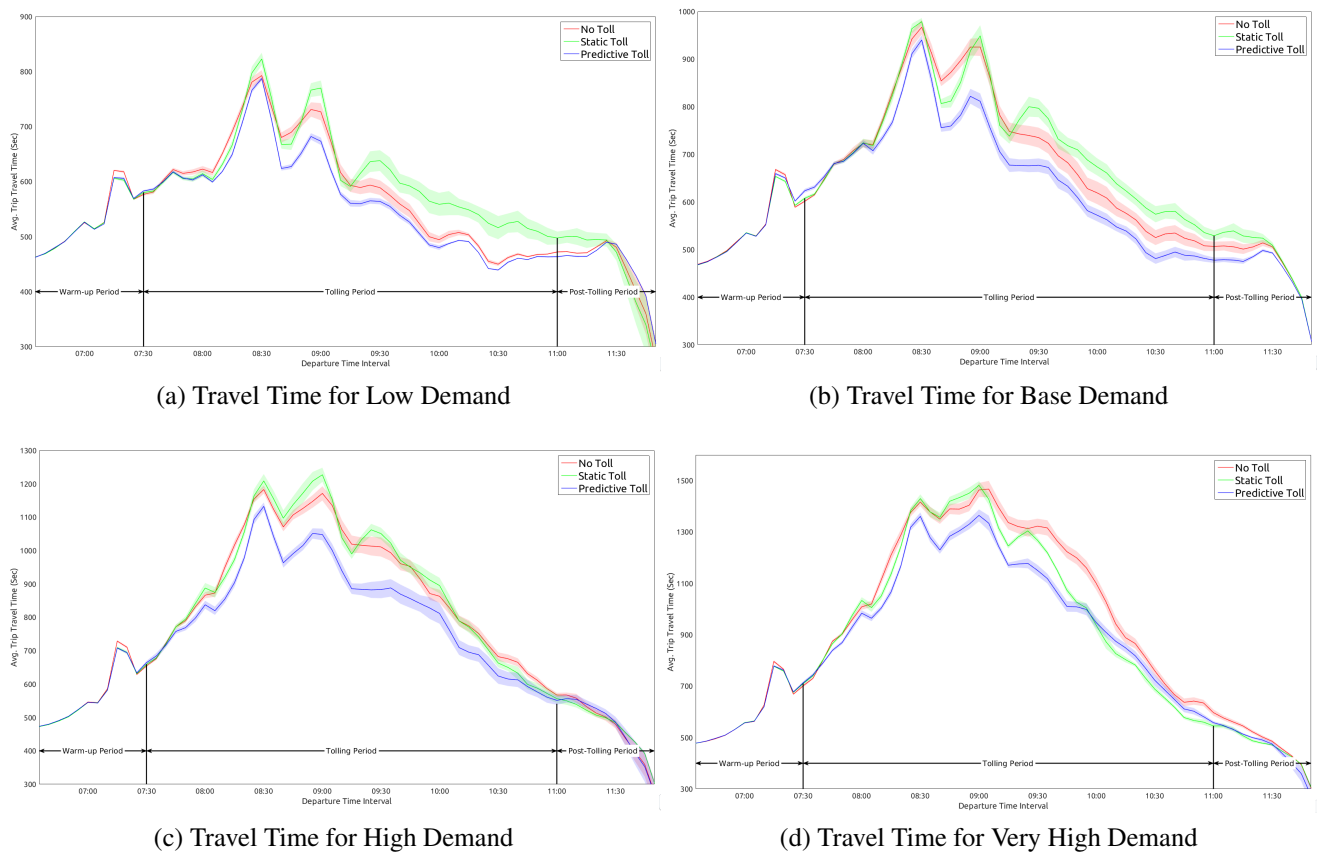 900
800
700
600
500
400
300
Avg. Trip Travel Time (Sec)
No Toll
Static Toll
Predictive Toll
Warm-up Period
Tolling Period
Post-Tolling Period
07:00 07:30 08:00 08:30 09:00 09:30 10:00 10:30 11:00 11:30
Departure Time Interval
(a) Travel Time for Low Demand
1000
900
800
700
600
500
400
300
Avg. Trip Travel Time (Sec)
No Toll
Static Toll
Predictive Toll
Warm-up Period
Tolling Period
Post-Tolling Period
07:00 07:30 08:00 08:30 09:00 09:30 10:00 10:30 11:00 11:30
Departure Time Interval
(b) Travel Time for Base Demand
1300
1200
1100
1000
900
800
700
600
500
400
300
Avg. Trip Travel Time (Sec)
No Toll
Static Toll
Predictive Toll
Warm-up Period
Tolling Period
Post-Tolling Period
07:00 07:30 08:00 08:30 09:00 09:30 10:00 10:30 11:00 11:30
Departure Time Interval
(c) Travel Time for High Demand
1500
1300
1100
900
700
500
300
Avg. Trip Travel Time (Sec)
No Toll
Static Toll
Predictive Toll
Warm-up Period
Tolling Period
Post-Tolling Period
07:00 07:30 08:00 08:30 09:00 09:30 10:00 10:30 11:00 11:30
Departure Time Interval
(d) Travel Time for Very High Demand